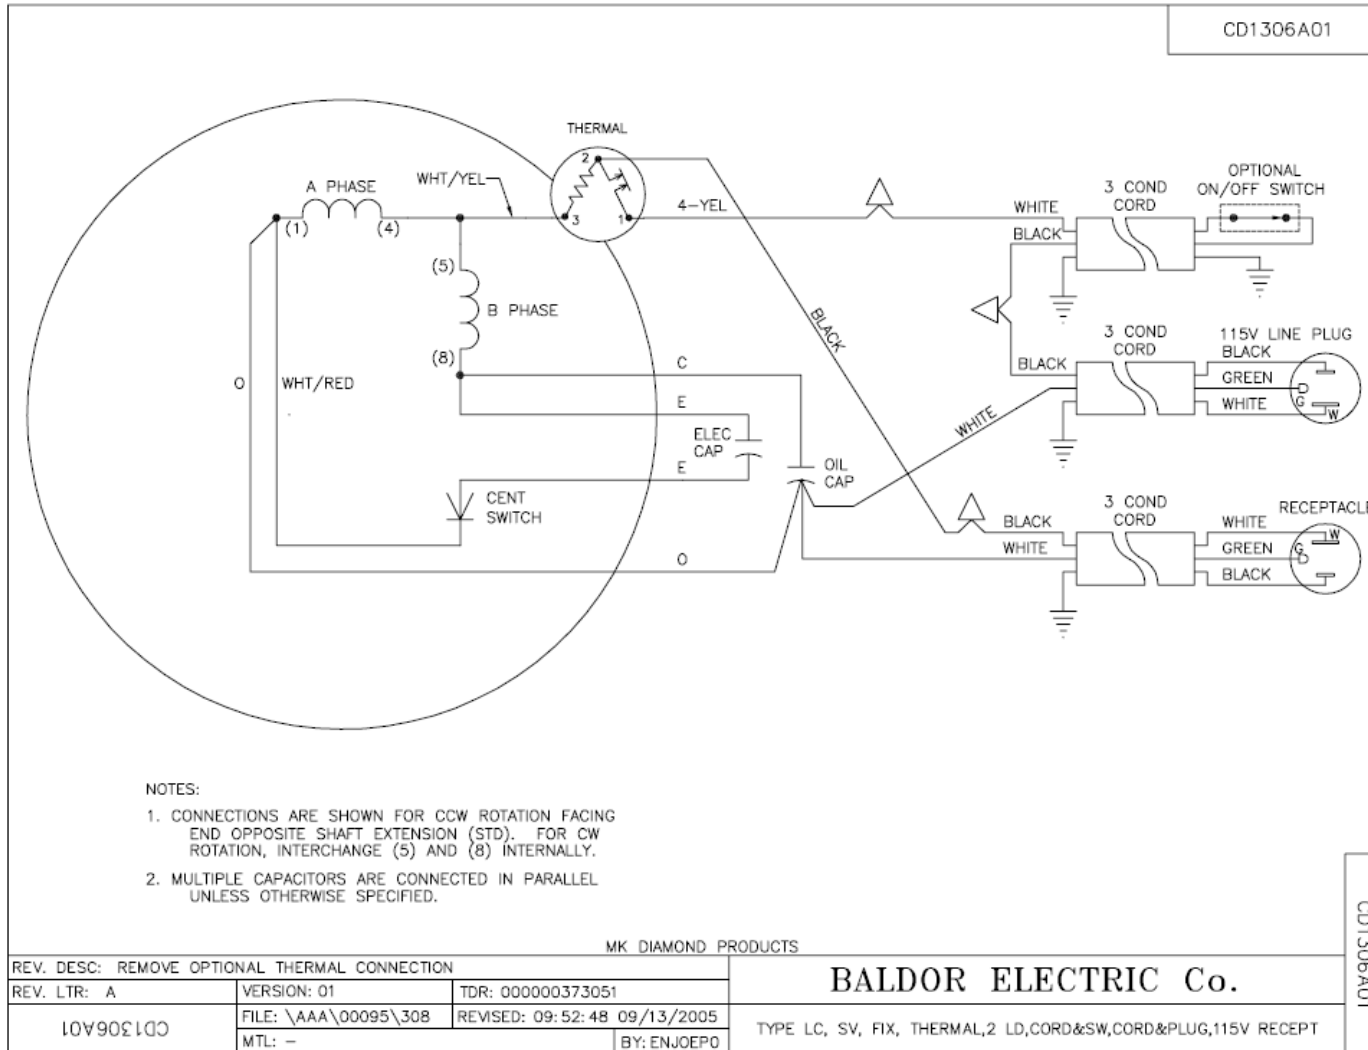 CD1306A01
THERMAL
2
3
1
A PHASE
(1)
(4)
WHT/YEL
4-YEL
(5)
B PHASE
(8)
O
WHT/RED
C
E
ELEC
CAP
E
OIL
CAP
CENT
SWITCH
O
BLACK
WHITE
OPTIONAL
ON/OFF SWITCH
3 COND
CORD
WHITE
BLACK
3 COND
CORD
115V LINE PLUG
BLACK
BLACK
GREEN
WHITE
G
W
3 COND
CORD
RECEPTACLE
BLACK
WHITE
WHITE
GREEN
BLACK
W
G
NOTES:
1. CONNECTIONS ARE SHOWN FOR CCW ROTATION FACING
END OPPOSITE SHAFT EXTENSION (STD). FOR CW
ROTATION, INTERCHANGE (5) AND (8) INTERNALLY.
2. MULTIPLE CAPACITORS ARE CONNECTED IN PARALLEL
UNLESS OTHERWISE SPECIFIED.
MK DIAMOND PRODUCTS
REV. DESC: REMOVE OPTIONAL THERMAL CONNECTION
REV. LTR: A
VERSION: 01
TDR: 000000373051
FILE: \AAA\00095\308
REVISED: 09:52:48 09/13/2005
MTL: -
BY: ENJOEP0
CD1306A01
BALDOR ELECTRIC Co.
TYPE LC, SV, FIX, THERMAL,2 LD,CORD&SW,CORD&PLUG,115V RECEPT
CD1306A01